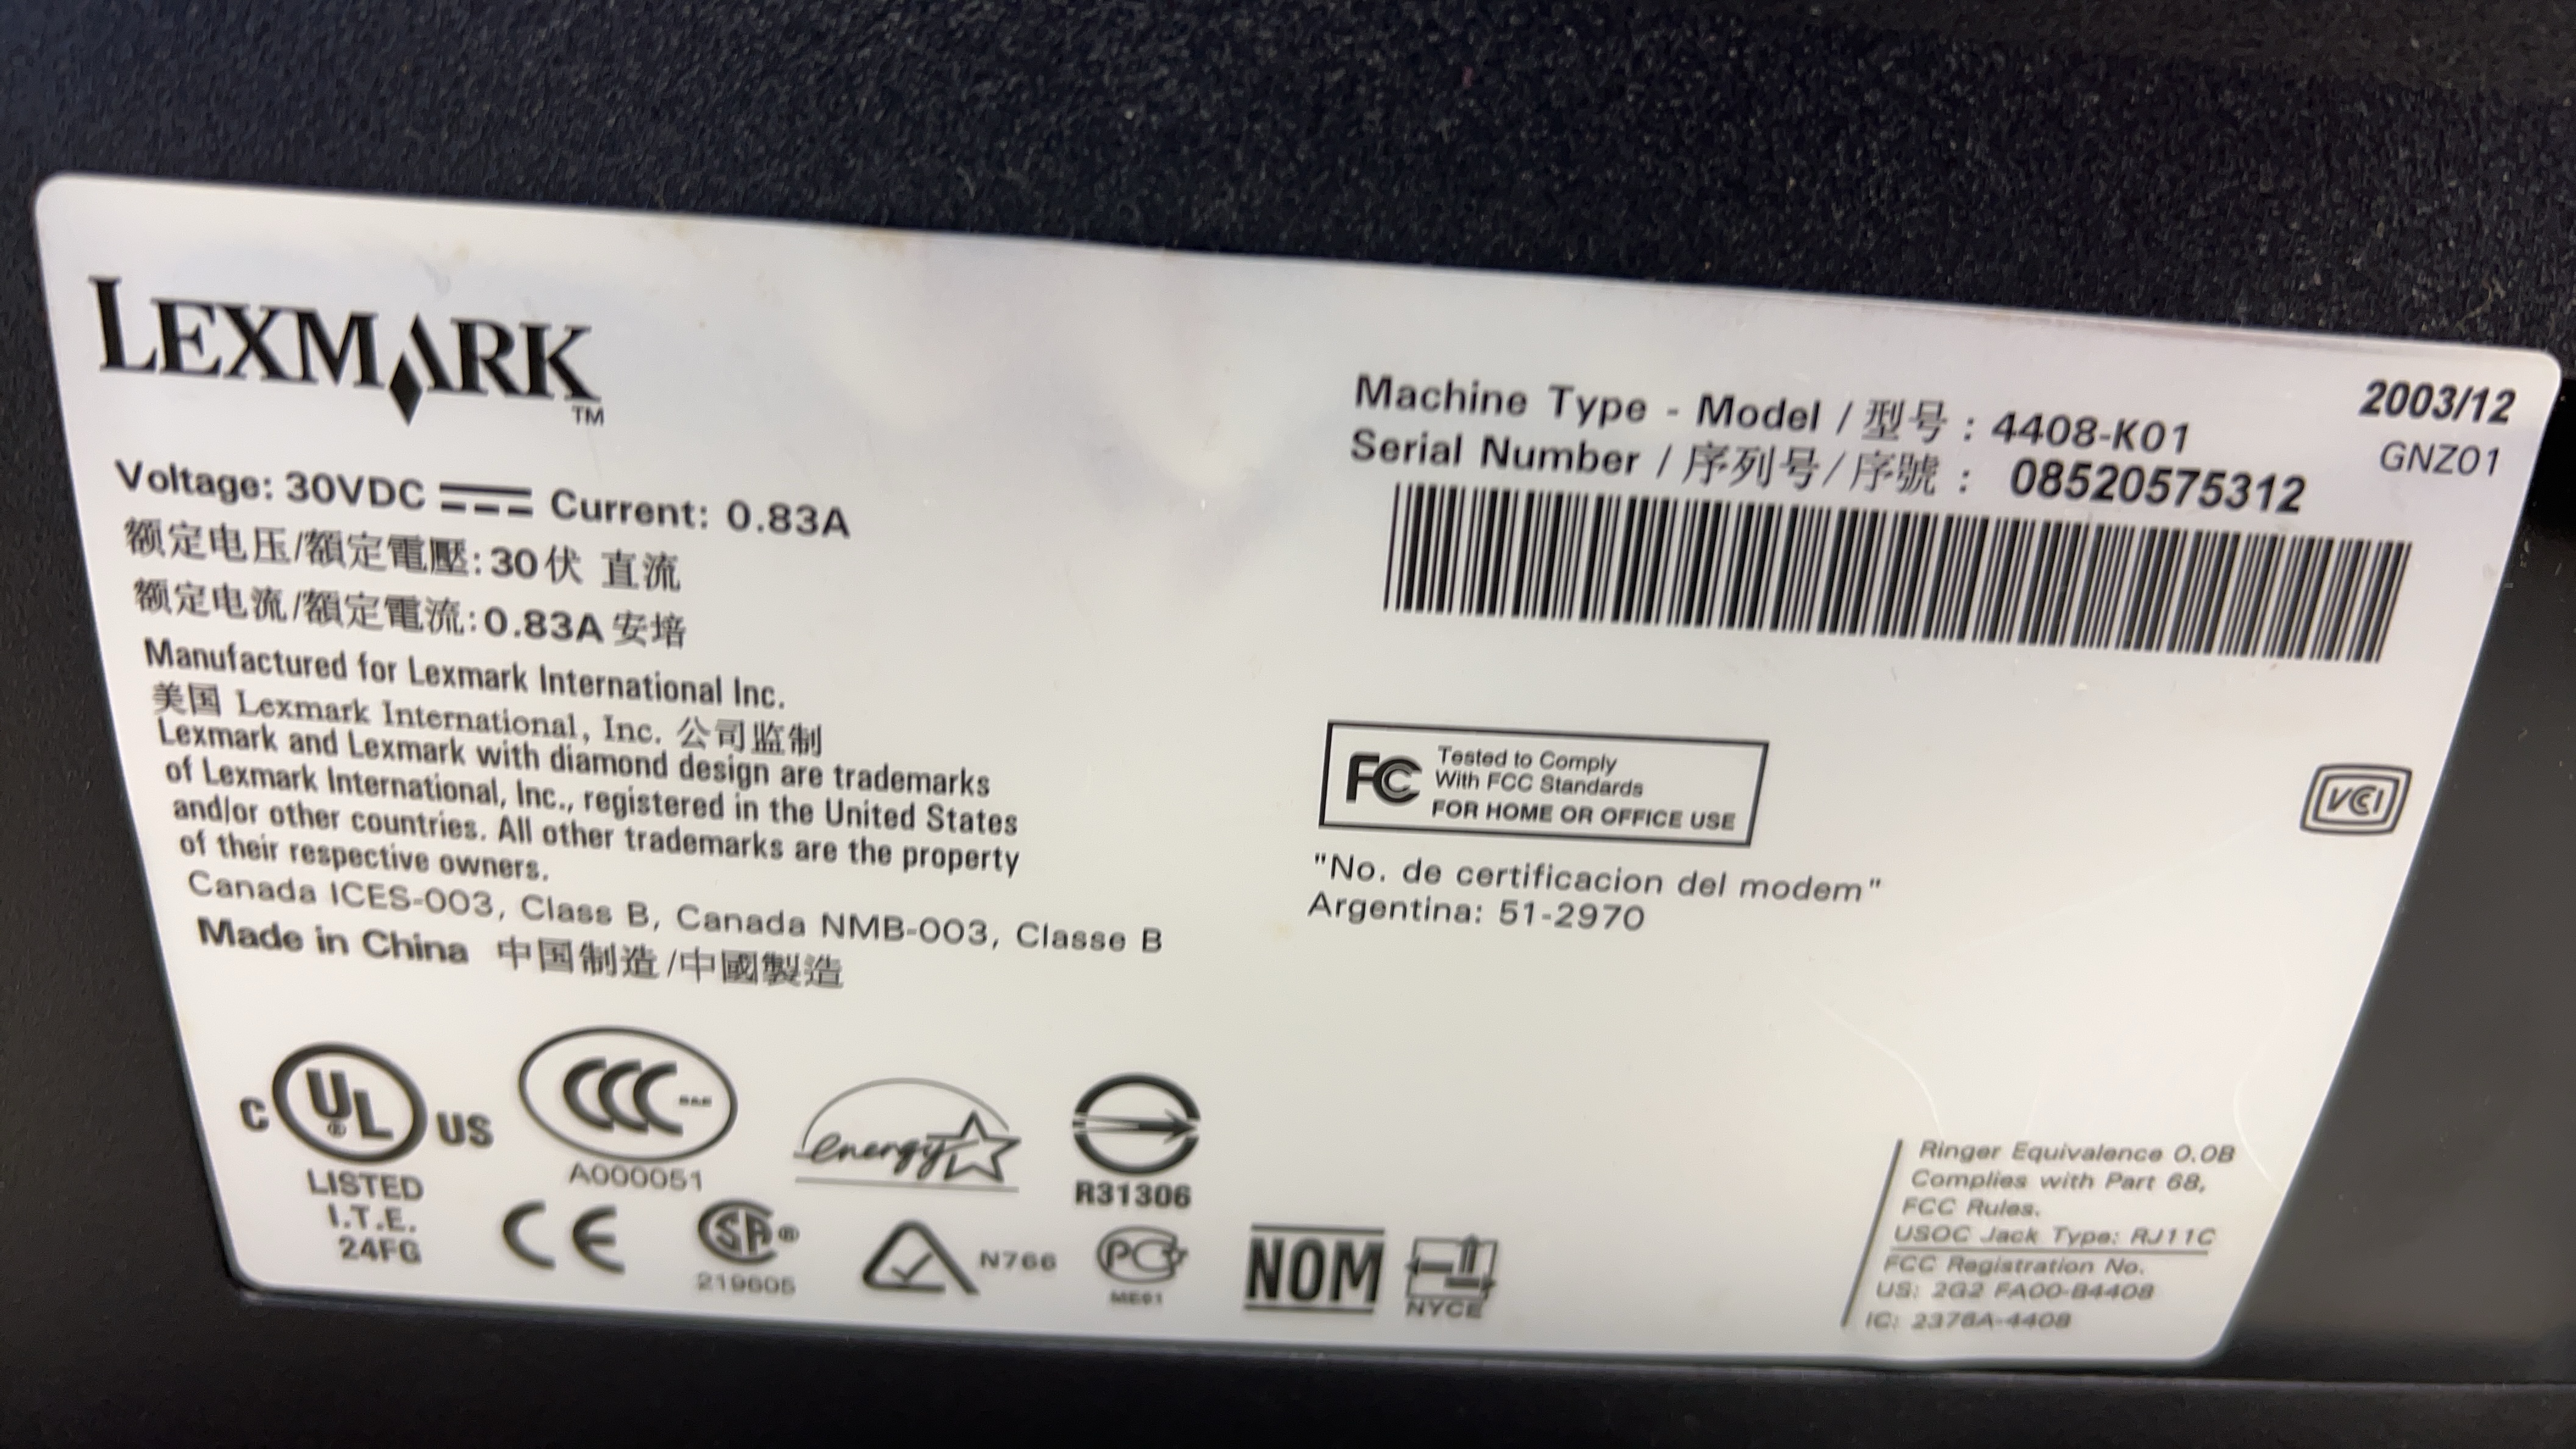 LEXMARK™
Voltage: 30VDC Current: 0.83A
额定电压/額定電壓: 30伏 直流
额定电流/額定電流: 0.83A 安培
Manufactured for Lexmark International Inc.
美国 Lexmark International, Inc. 公司监制
Lexmark and Lexmark with diamond design are trademarks
of Lexmark International, Inc., registered in the United States
and/or other countries. All other trademarks are the property
of their respective owners.
Canada ICES-003, Class B, Canada NMB-003, Classe B
Made in China 中国制造/中國製造
2003/12
GNZ01
Machine Type - Model / 型号 : 4408-K01
Serial Number / 序列号/序號 : 08520575312
FC
Tested to Comply
With FCC Standards
FOR HOME OR OFFICE USE
VCI
"No. de certificacion del modem"
Argentina: 51-2970
C UL® US
LISTED
I.T.E.
24FG
CCC S&E
A000051
energy
R31306
CE
SA®
219605
N766
PC
ME01
NOM
NYCE
Ringer Equivalence 0.0B
Complies with Part 68,
FCC Rules.
USOC Jack Type: RJ11C
FCC Registration No.
US: 2G2 FA00-B4408
IC: 2376A-4408